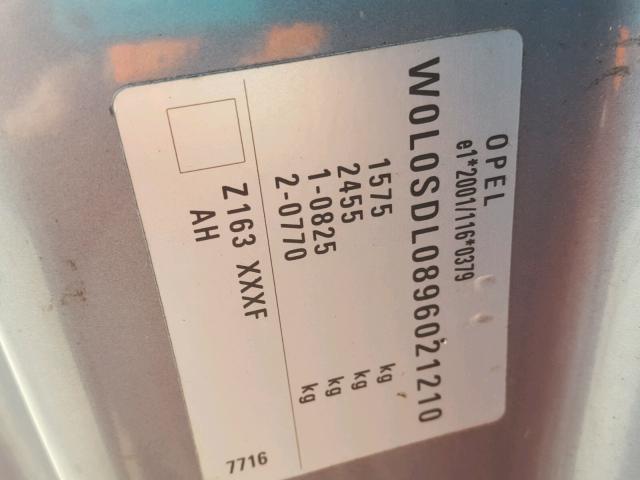 OPEL
e1*2001/116*0379
W0L0SDL0896021210
1575 kg
2455 kg
1-0825 kg
2-0770 kg
Z163 XXXF
AH
7716